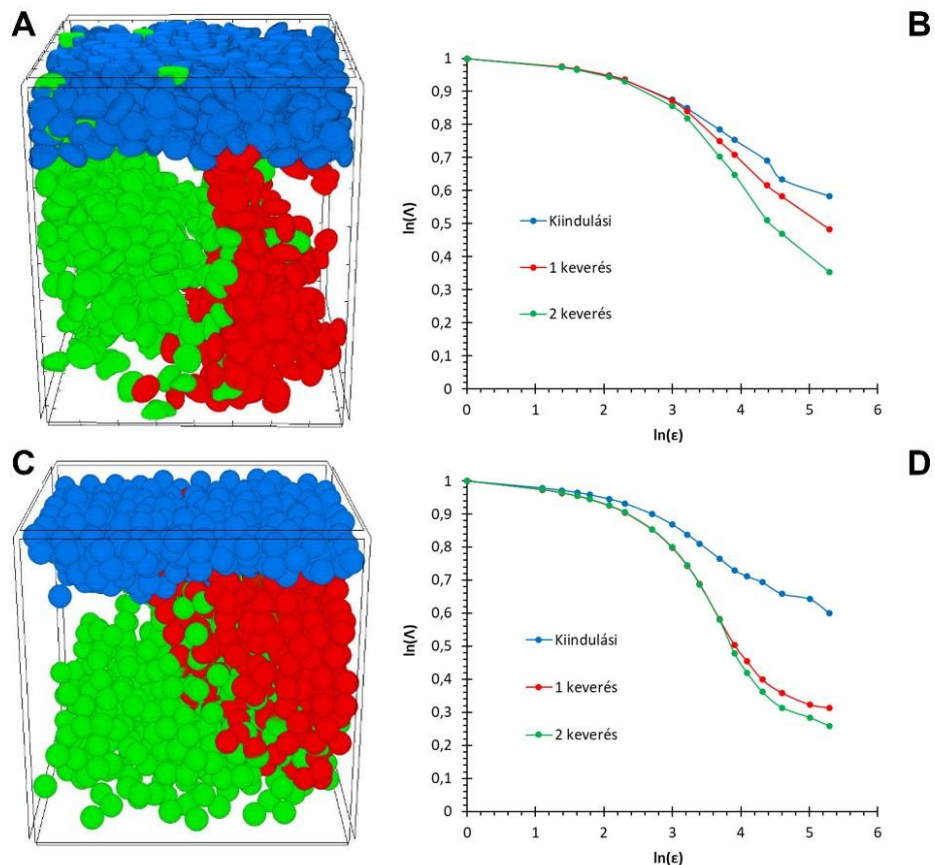 A
B
ln(Λ)
1
0,9
0,8
0,7
0,6
0,5
0,4
0,3
0,2
0,1
0
Kiindulási
1 keverés
2 keverés
0 1 2 3 4 5 6
ln(ε)
C
D
ln(Λ)
1
0,9
0,8
0,7
0,6
0,5
0,4
0,3
0,2
0,1
0
Kiindulási
1 keverés
2 keverés
0 1 2 3 4 5 6
ln(ε)